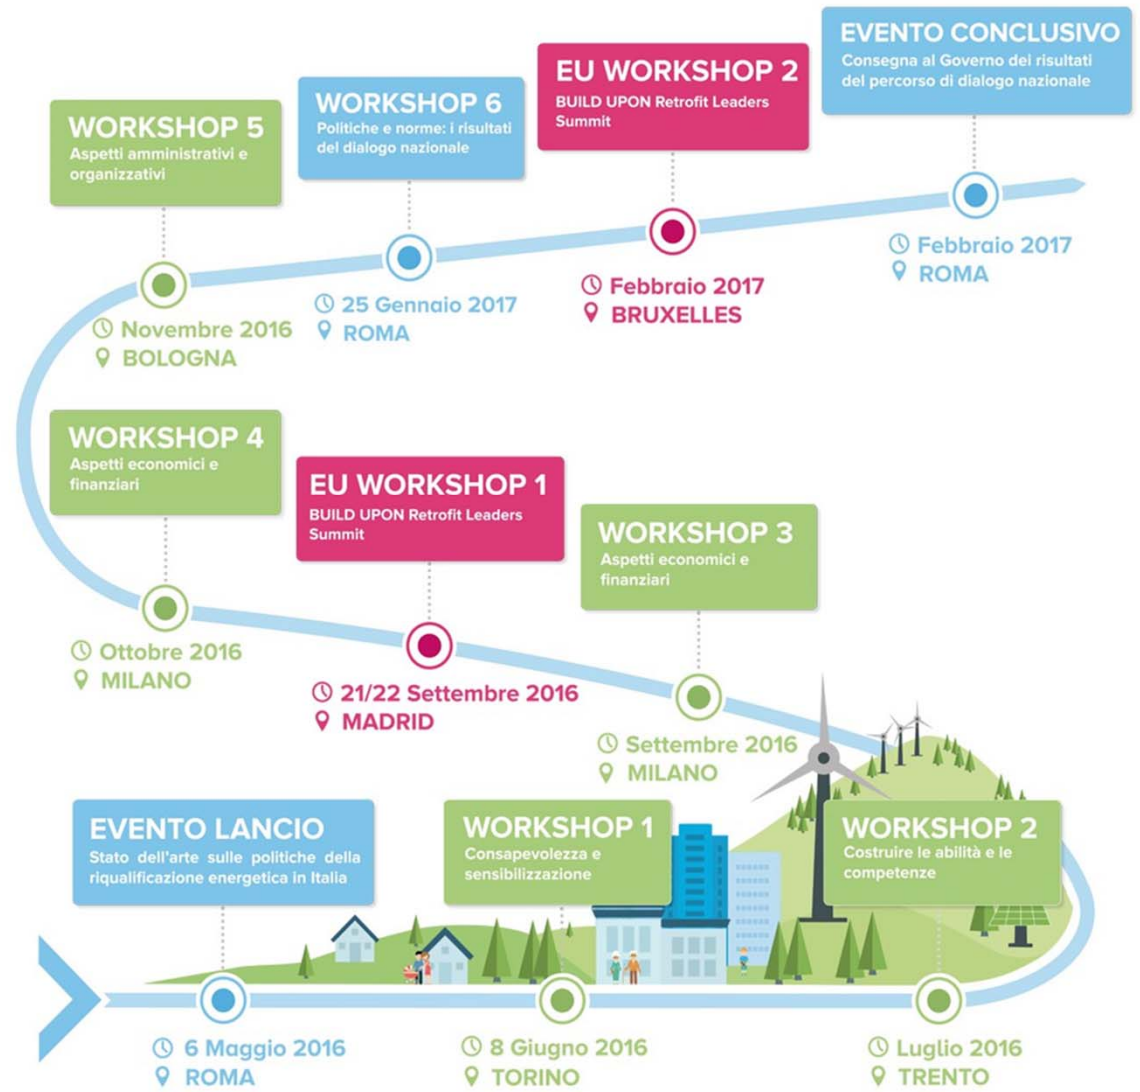 EVENTO CONCLUSIVO
Consegna al Governo dei risultati
del percorso di dialogo nazionale
EU WORKSHOP 2
BUILD UPON Retrofit Leaders
Summit
WORKSHOP 6
Politiche e norme: i risultati
del dialogo nazionale
WORKSHOP 5
Aspetti amministrativi e
organizzativi
Febbraio 2017
ROMA
Febbraio 2017
BRUXELLES
25 Gennaio 2017
ROMA
Novembre 2016
BOLOGNA
WORKSHOP 4
Aspetti economici e
finanziari
EU WORKSHOP 1
BUILD UPON Retrofit Leaders
Summit
WORKSHOP 3
Aspetti economici e
finanziari
Ottobre 2016
MILANO
21/22 Settembre 2016
MADRID
Settembre 2016
MILANO
EVENTO LANCIO
Stato dell'arte sulle politiche della
riqualificazione energetica in Italia
WORKSHOP 1
Consapevolezza e
sensibilizzazione
WORKSHOP 2
Costruire le abilità e le
competenze
6 Maggio 2016
ROMA
8 Giugno 2016
TORINO
Luglio 2016
TRENTO